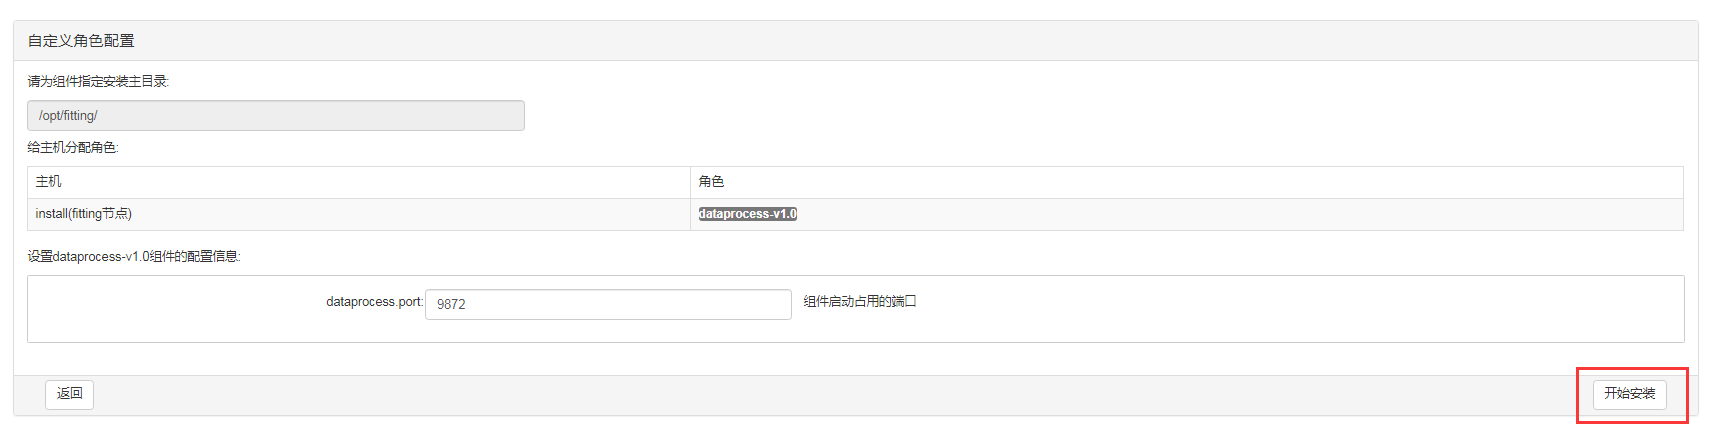 自定义角色配置
请为组件指定安装主目录:
/opt/fitting/
给主机分配角色:
主机 角色
install(fitting节点) dataprocess-v1.0
设置dataprocess-v1.0组件的配置信息:
dataprocess.port: 9872 组件启动占用的端口
返回 开始安装